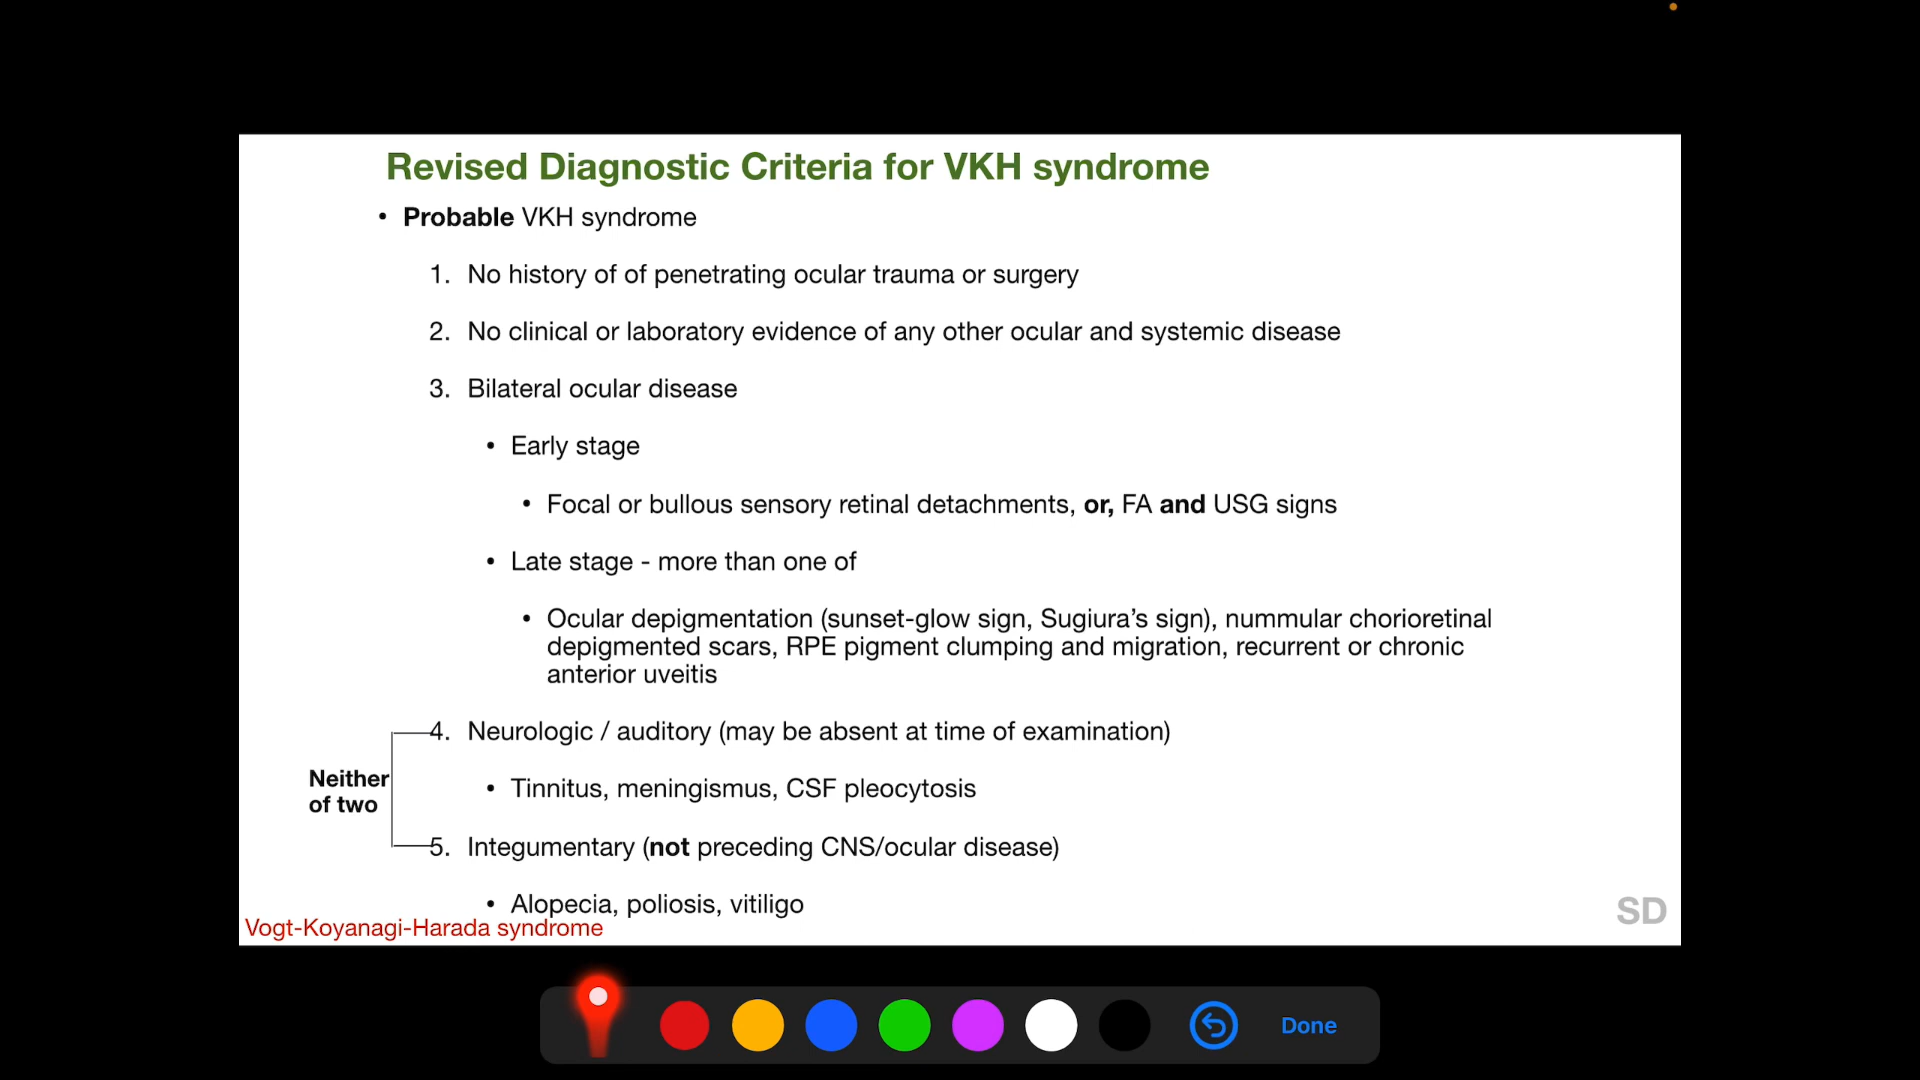 Revised Diagnostic Criteria for VKH syndrome
• Probable VKH syndrome
1. No history of of penetrating ocular trauma or surgery
2. No clinical or laboratory evidence of any other ocular and systemic disease
3. Bilateral ocular disease
• Early stage
• Focal or bullous sensory retinal detachments, or, FA and USG signs
• Late stage - more than one of
• Ocular depigmentation (sunset-glow sign, Sugiura's sign), nummular chorioretinal
depigmented scars, RPE pigment clumping and migration, recurrent or chronic
anterior uveitis
4. Neurologic / auditory (may be absent at time of examination)
Neither
of two
• Tinnitus, meningismus, CSF pleocytosis
5. Integumentary (not preceding CNS/ocular disease)
• Alopecia, poliosis, vitiligo
Vogt-Koyanagi-Harada syndrome
SD
Done